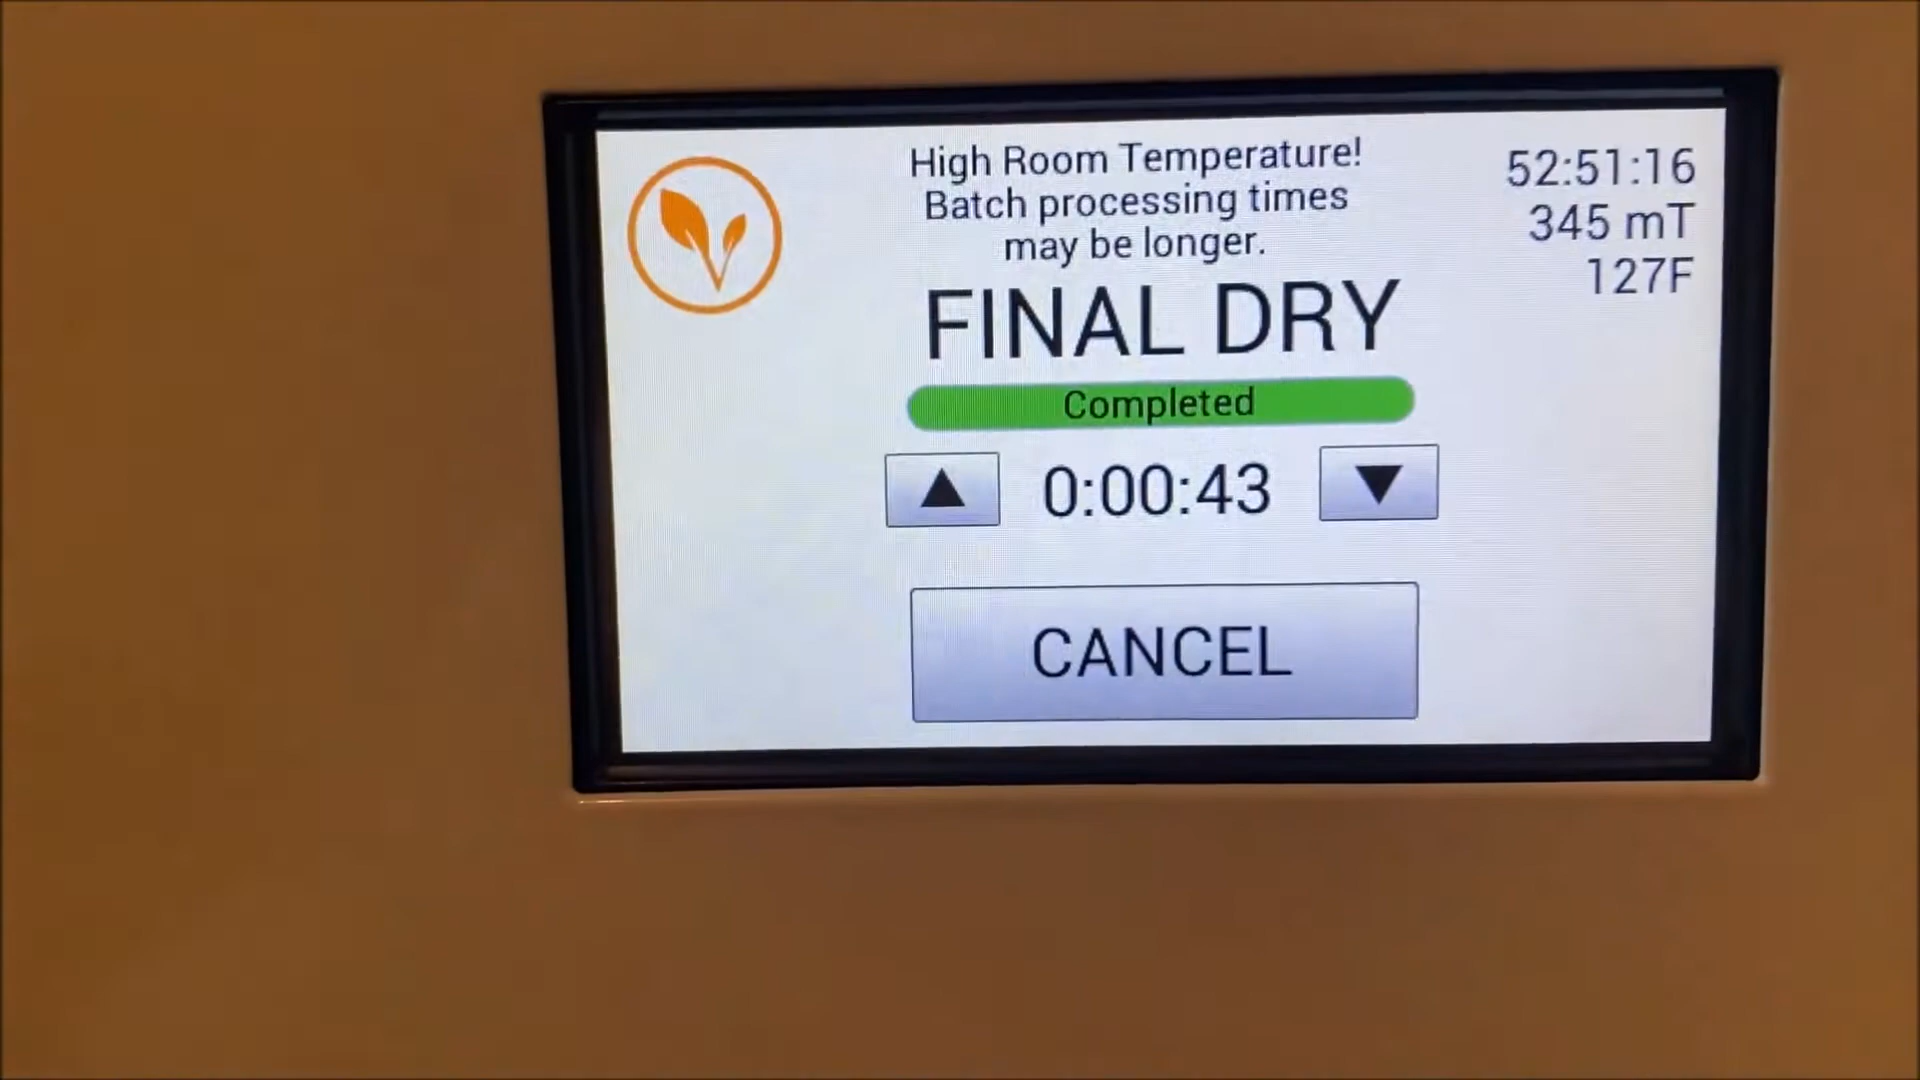 High Room Temperature!
Batch processing times
may be longer.
52:51:16
345 mT
127F
FINAL DRY
Completed
0:00:43
CANCEL